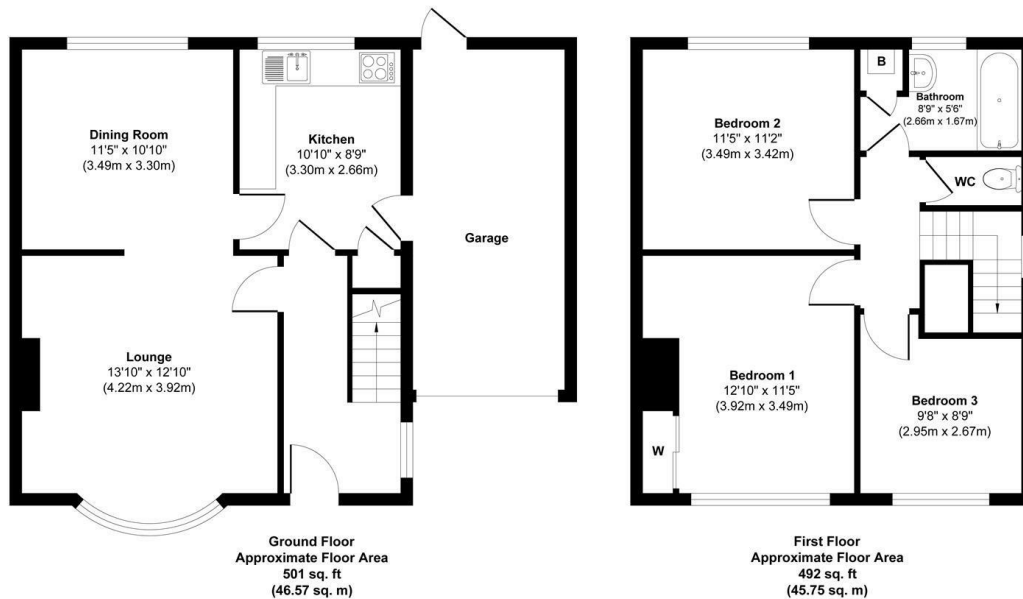 Dining Room
11'5" x 10'10"
(3.49m x 3.30m)
Kitchen
10'10" x 8'9"
(3.30m x 2.66m)
Garage
Lounge
13'10" x 12'10"
(4.22m x 3.92m)
Ground Floor
Approximate Floor Area
501 sq. ft
(46.57 sq. m)
B
Bathroom
8'9" x 5'6"
(2.66m x 1.67m)
Bedroom 2
11'5" x 11'2"
(3.49m x 3.42m)
WC
Bedroom 1
12'10" x 11'5"
(3.92m x 3.49m)
Bedroom 3
9'8" x 8'9"
(2.95m x 2.67m)
W
First Floor
Approximate Floor Area
492 sq. ft
(45.75 sq. m)